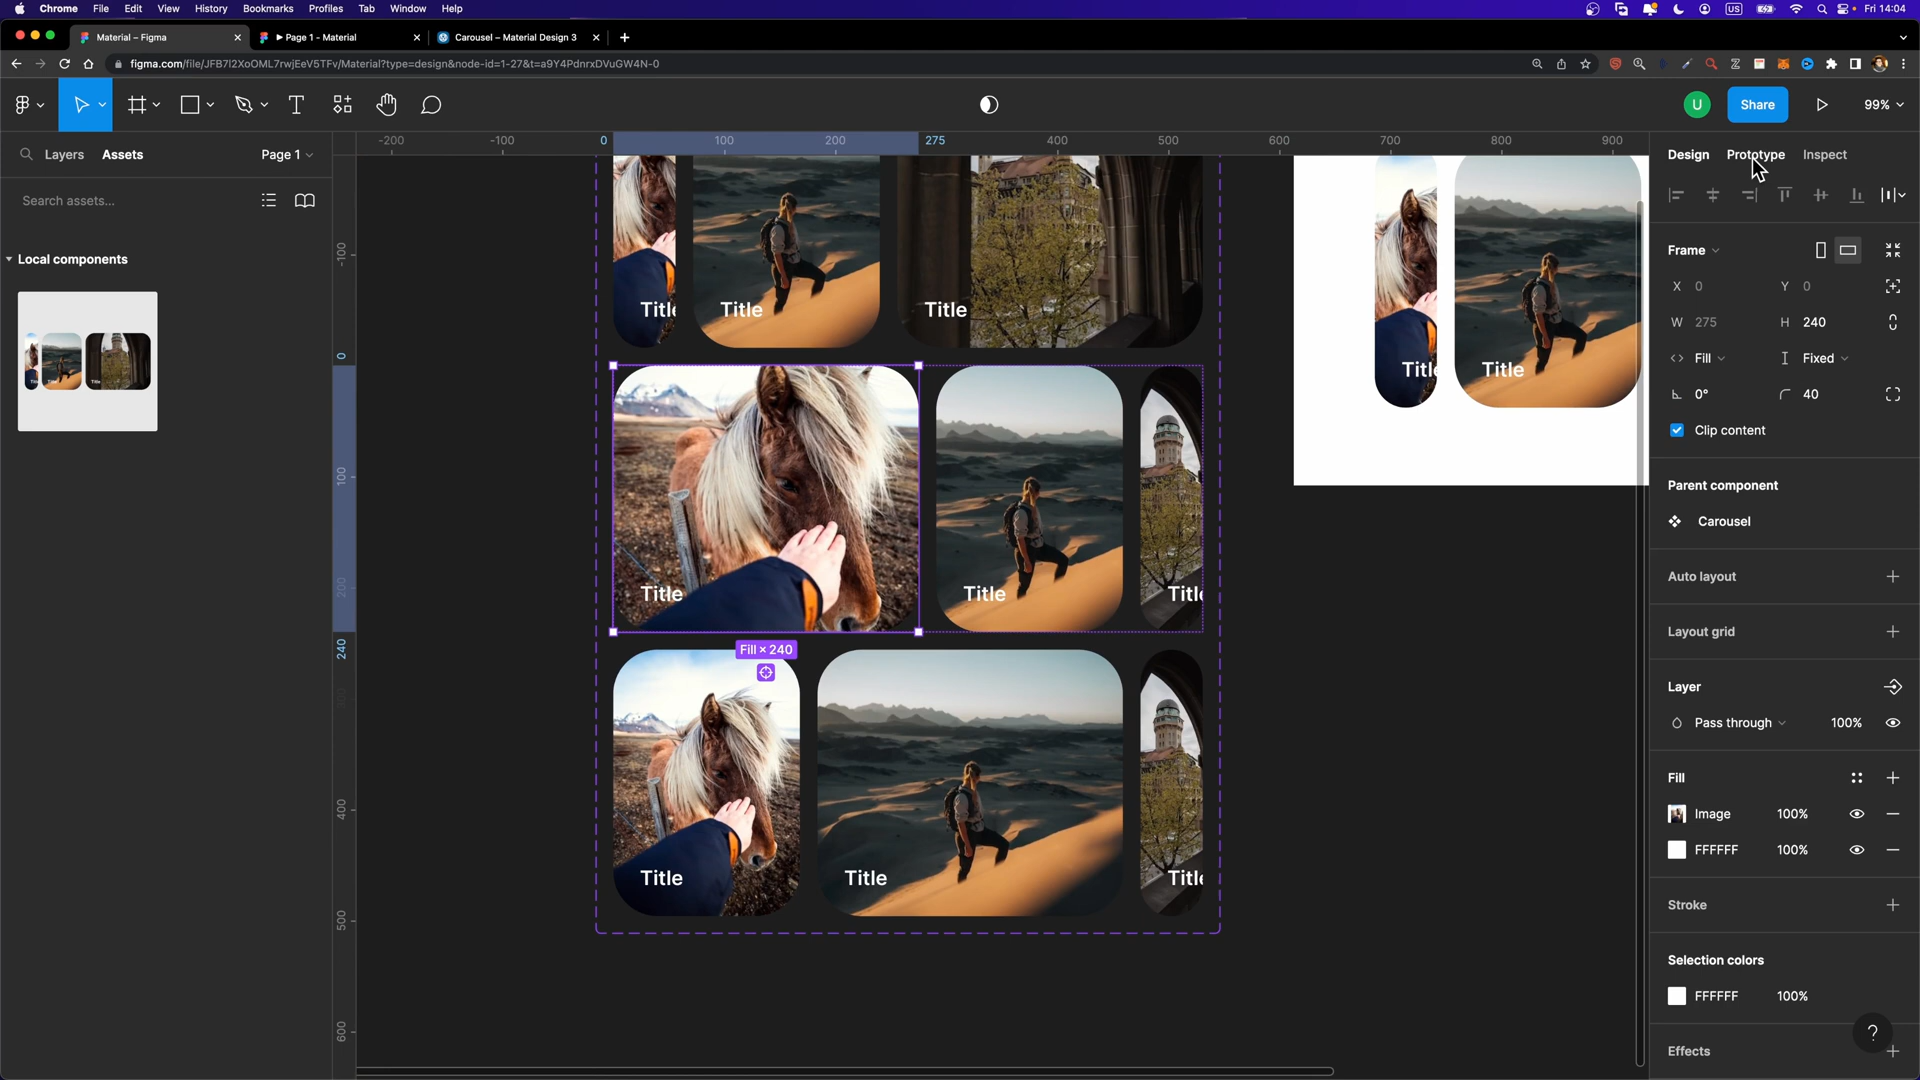 Chrome File Edit View History Bookmarks Profiles Tab Window Help US Fri 14:04
Material – Figma Page 1 - Material Carousel – Material Design 3
figma.com/file/JFB7l2XoOML7rwjEeV5TFv/Material?type=design&node-id=1-27&t=a9Y4PdnrxDVuGW4N-0
U Share 99%
Layers Assets Page 1
-200 -100 0 100 200 275 400 500 600 700 800 900
Design Prototype Inspect
Search assets...
Local components
Frame
X 0 Y 0
W 275 H 240
Fill Fixed
0° 40
Clip content
Parent component
Carousel
Auto layout
Layout grid
Layer
Pass through 100%
Fill
Image 100%
FFFFFF 100%
Stroke
Selection colors
FFFFFF 100%
Effects
?
-100
0
100
200
240
300
400
500
600
Title Title Title
Title Title
Title Title Title
Fill × 240
Title Title Title